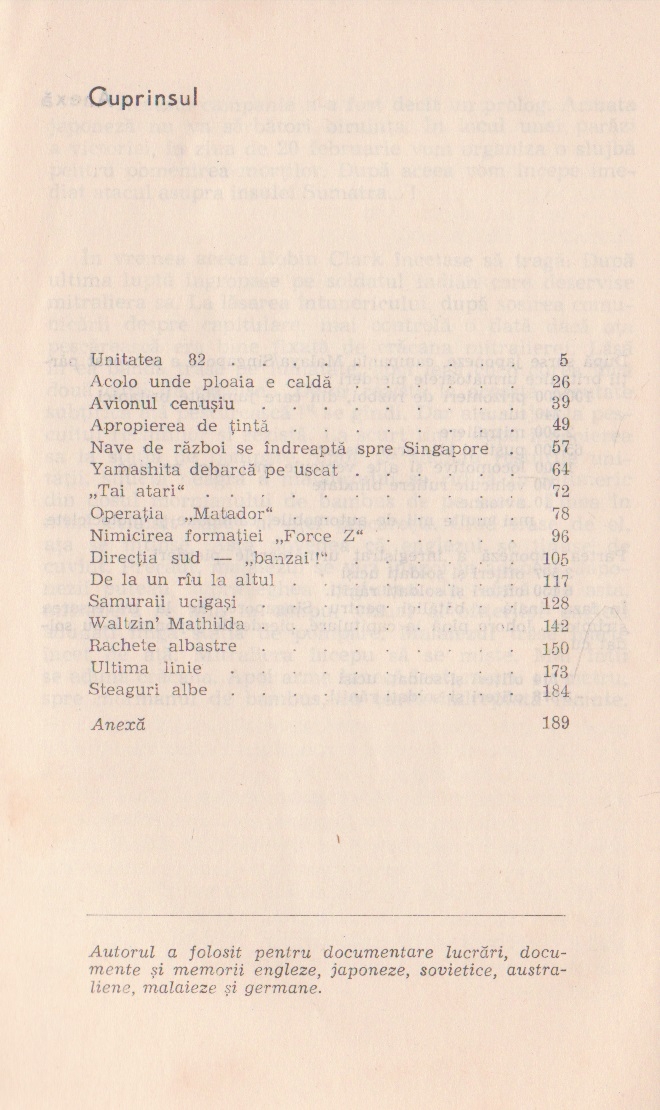 Cuprinsul
Unitatea 82 . . . . . . . . . . 5
Acolo unde ploaia e caldă . . . . . . 26
Avionul cenușiu . . . . . . . . . 39
Apropierea de țintă . . . . . . . . 49
Nave de război se îndreaptă spre Singapore . 57
Yamashita debarcă pe uscat . . . . . . 64
„Tai atari“ . . . . . . . . . . . 72
Operația „Matador“ . . . . . . . . 78
Nimicirea formației „Force Z“ . . . . . 96
Direcția sud — „banzai !“ . . . . . . 105
De la un rîu la altul . . . . . . . . 117
Samuraii ucigași . . . . . . . . . 128
Waltzin’ Mathilda . . . . . . . . . 142
Rachete albastre . . . . . . . . . 150
Ultima linie . . . . . . . . . . 173
Steaguri albe . . . . . . . . . . 184
Anexă 189
Autorul a folosit pentru documentare lucrări, docu-
mente și memorii engleze, japoneze, sovietice, austra-
liene, malaieze și germane.